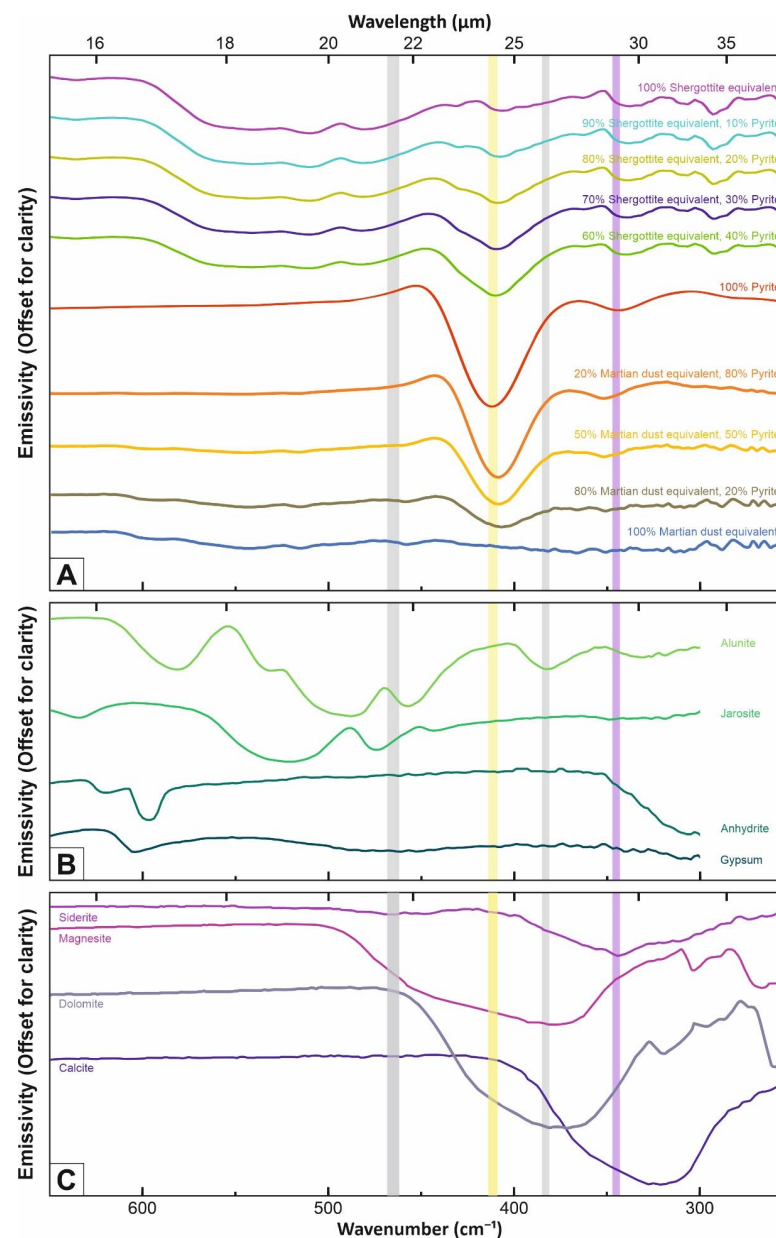 Wavelength (μm)
16 18 20 22 25 30 35
Emissivity (Offset for clarity)
100% Shergottite equivalent
90% Shergottite equivalent, 10% Pyrite
80% Shergottite equivalent, 20% Pyrite
70% Shergottite equivalent, 30% Pyrite
60% Shergottite equivalent, 40% Pyrite
100% Pyrite
20% Martian dust equivalent, 80% Pyrite
50% Martian dust equivalent, 50% Pyrite
80% Martian dust equivalent, 20% Pyrite
100% Martian dust equivalent
A
600 500 400 300
Emissivity (Offset for clarity)
Alunite
Jarosite
Anhydrite
Gypsum
B
Emissivity (Offset for clarity)
Siderite
Magnesite
Dolomite
Calcite
C
600 500 400 300
Wavenumber (cm⁻¹)